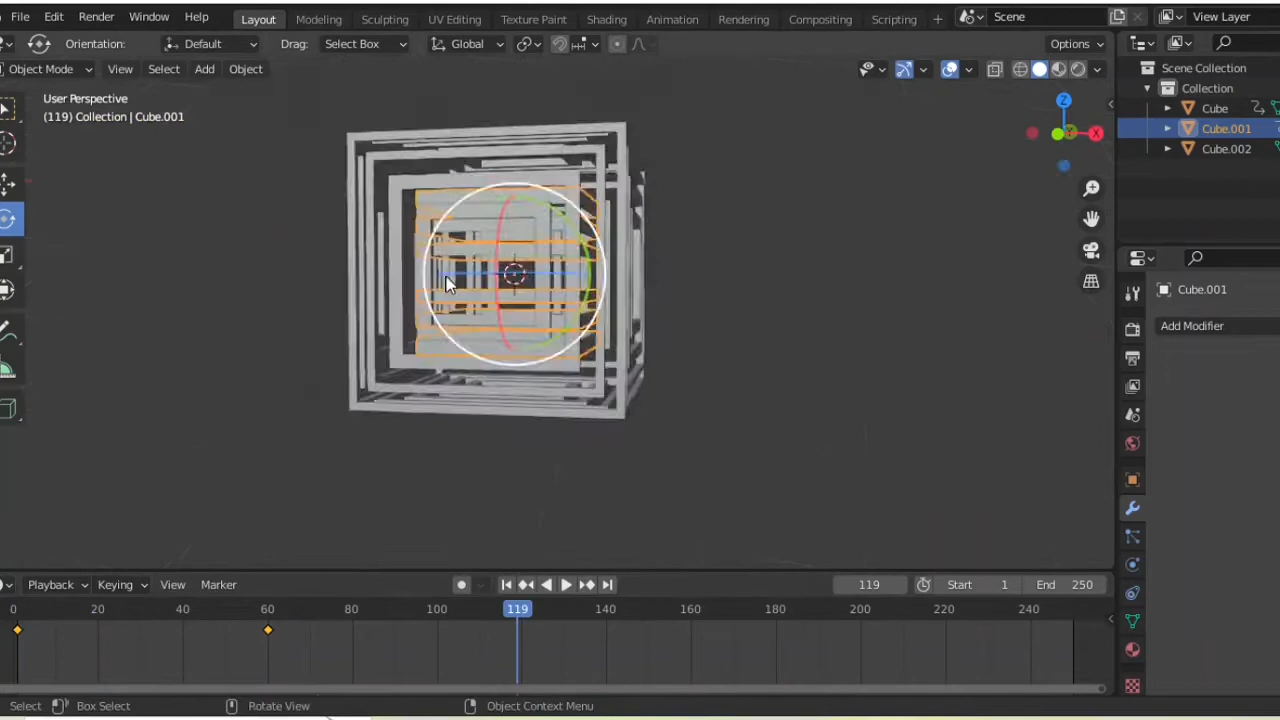 File Edit Render Window Help Layout Modeling Sculpting UV Editing Texture Paint Shading Animation Rendering Compositing Scripting + Scene View Layer
Orientation: Default Drag: Select Box Global Options
Object Mode View Select Add Object
User Perspective
(119) Collection | Cube.001
Z
X
Scene Collection
Collection
Cube
Cube.001
Cube.002
Cube.001
Add Modifier
Playback Keying View Marker 119 Start 1 End 250
0 20 40 60 80 100 119 140 160 180 200 220 240
Select Box Select Rotate View Object Context Menu